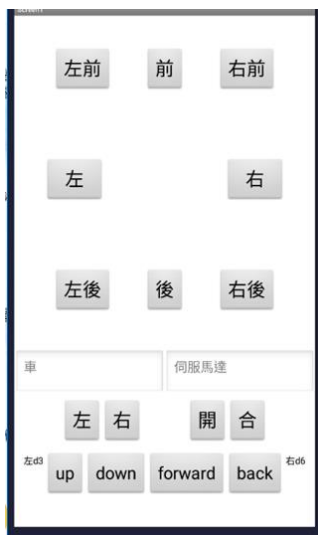 Screen1
左前 前 右前
左 右
左後 後 右後
車 伺服馬達
左 右 開 合
左d3 up down forward back 右d6